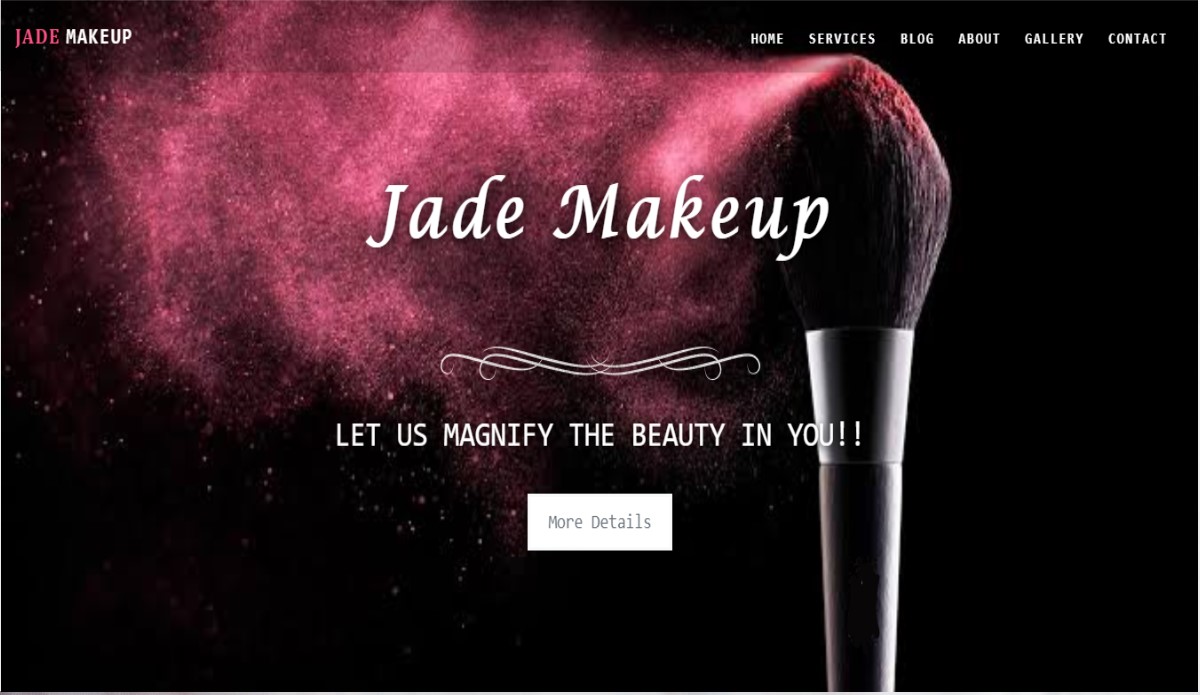 JADE MAKEUP
HOME SERVICES BLOG ABOUT GALLERY CONTACT
Jade Makeup
LET US MAGNIFY THE BEAUTY IN YOU!!
More Details